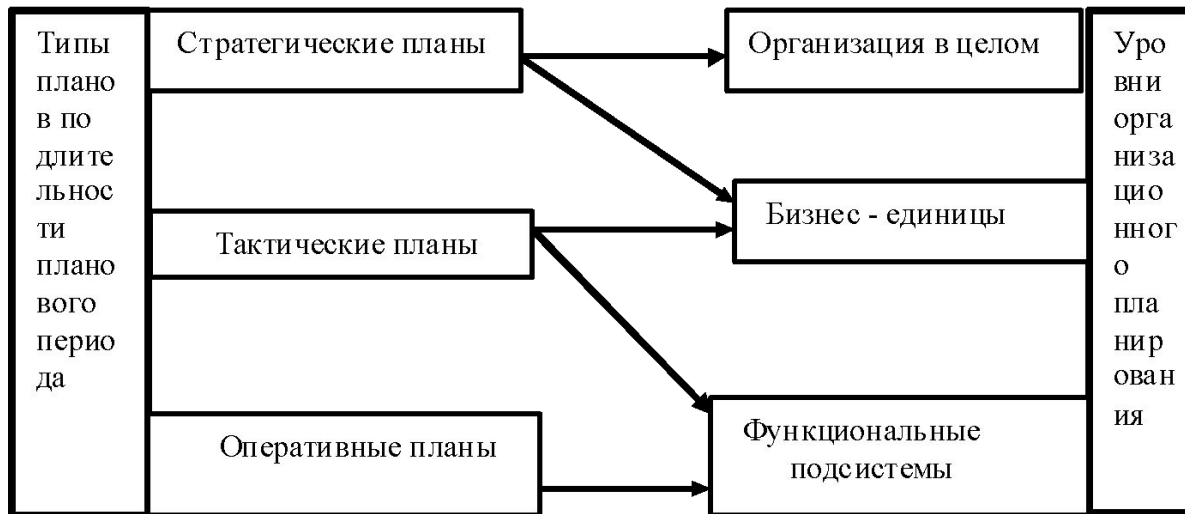 Типы
плано
в по
длите
льнос
ти
плано
вого
перио
да
Стратегические планы
Тактические планы
Оперативные планы
Организация в целом
Бизнес - единицы
Функциональные
подсистемы
Уро
вни
орга
низа
цио
нног
о
пла
нир
ован
ия